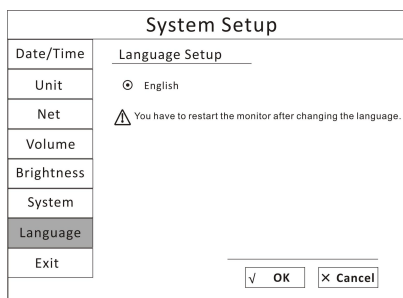 System Setup
Date/Time
Unit
Net
Volume
Brightness
System
Language
Exit
Language Setup
English
You have to restart the monitor after changing the language.
√ OK
× Cancel